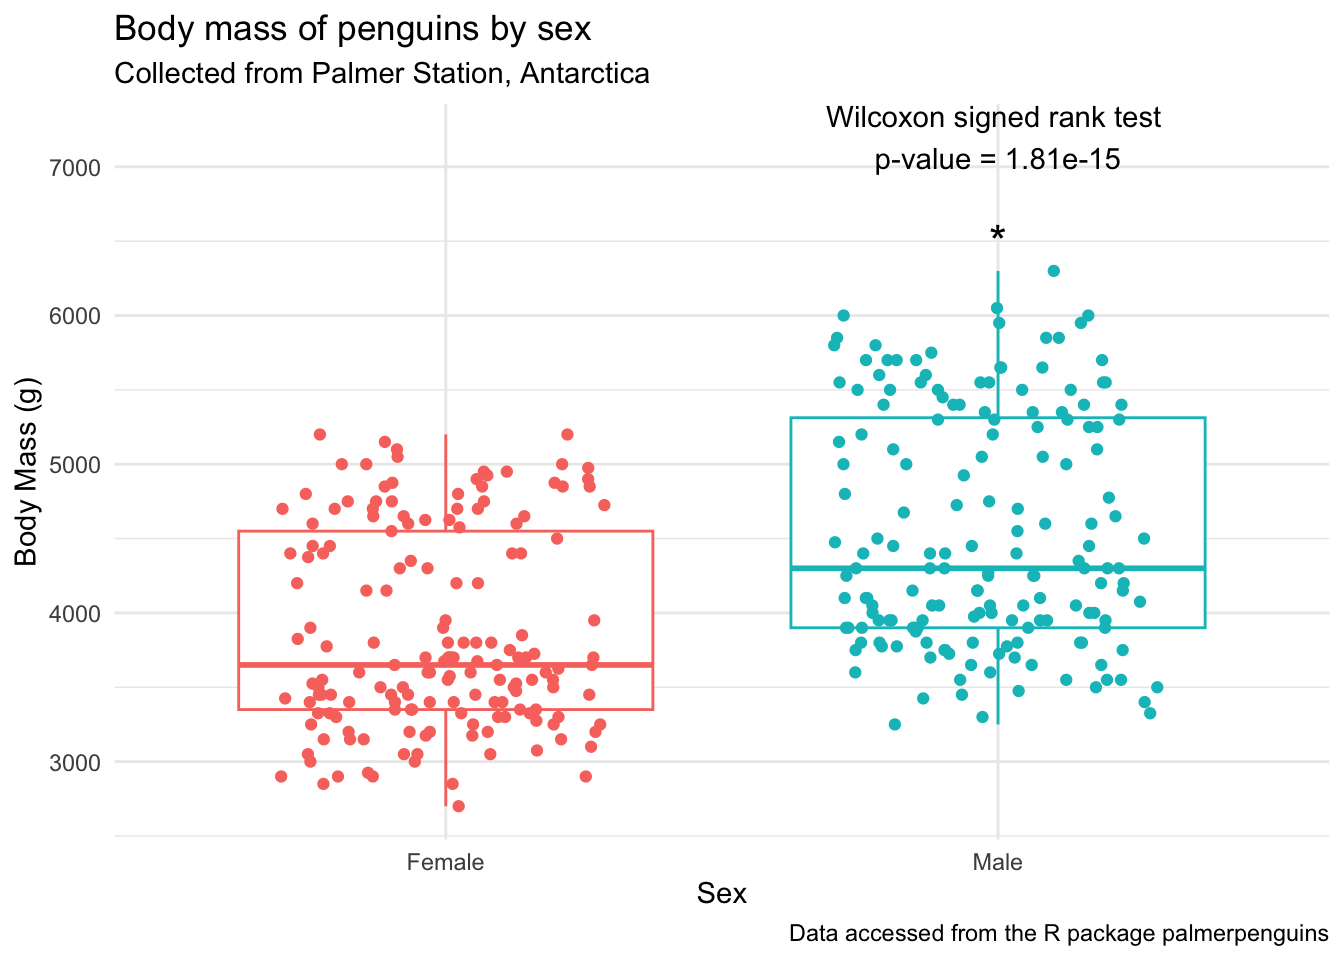 Body mass of penguins by sex
Collected from Palmer Station, Antarctica
Wilcoxon signed rank test
p-value = 1.81e-15
*
7000
6000
5000
4000
3000
Body Mass (g)
Female
Male
Sex
Data accessed from the R package palmerpenguins